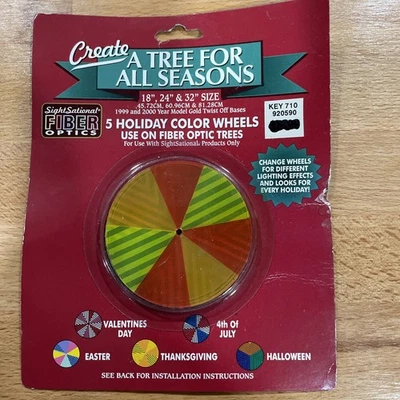 Create
A TREE FOR
ALL SEASONS
18", 24" & 32" SIZE
.45.72CM, 60.96CM & 81.28CM
1999 and 2000 Year Model Gold Twist Off Bases
SightSational
FIBER
OPTICS
KEY 710
920590
5 HOLIDAY COLOR WHEELS
USE ON FIBER OPTIC TREES
For Use With SightSational Products Only
CHANGE WHEELS
FOR DIFFERENT
LIGHTING EFFECTS
AND LOOKS FOR
EVERY HOLIDAY!
VALENTINES
DAY
4th Of
JULY
EASTER
THANKSGIVING
HALLOWEEN
SEE BACK FOR INSTALLATION INSTRUCTIONS